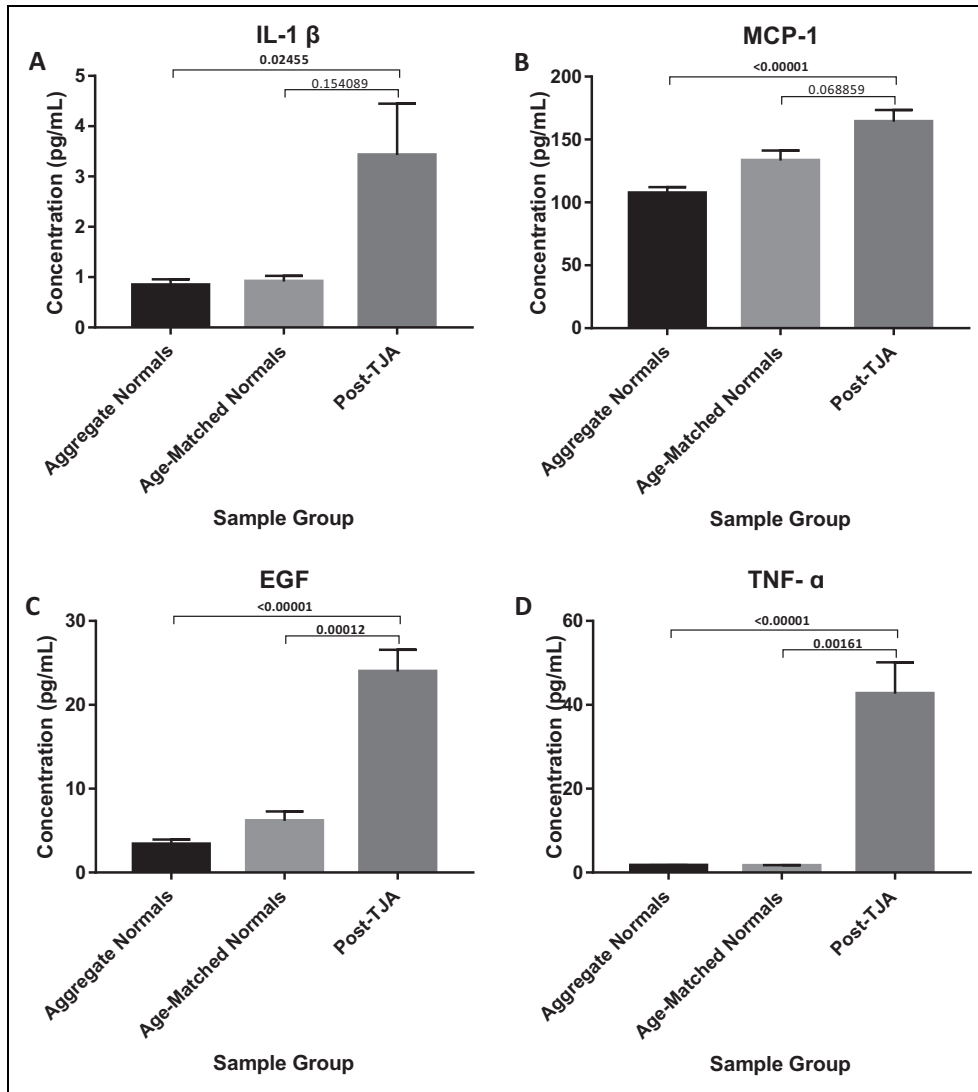 A
IL-1 β
0.02455
0.154089
Concentration (pg/mL)
5
4
3
2
1
0
Aggregate Normals
Age-Matched Normals
Post-TJA
Sample Group
B
MCP-1
<0.00001
0.068859
Concentration (pg/mL)
200
150
100
50
0
Aggregate Normals
Age-Matched Normals
Post-TJA
Sample Group
C
EGF
<0.00001
0.00012
Concentration (pg/mL)
30
20
10
0
Aggregate Normals
Age-Matched Normals
Post-TJA
Sample Group
D
TNF- α
<0.00001
0.00161
Concentration (pg/mL)
60
40
20
0
Aggregate Normals
Age-Matched Normals
Post-TJA
Sample Group